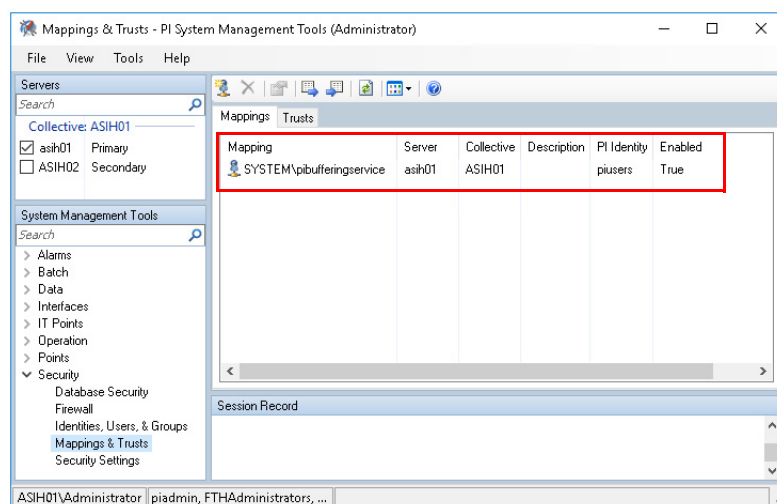 Mappings & Trusts - PI System Management Tools (Administrator)
File View Tools Help
Servers
Search
Collective: ASIH01
asih01 Primary
ASIH02 Secondary
System Management Tools
Search
Alarms
Batch
Data
Interfaces
IT Points
Operation
Points
Security
Database Security
Firewall
Identities, Users, & Groups
Mappings & Trusts
Security Settings
Mappings Trusts
Mapping Server Collective Description PI Identity Enabled
SYSTEM\pibufferingservice asih01 ASIH01 piusers True
Session Record
ASIH01\Administrator piadmin, FTHAdministrators, ...